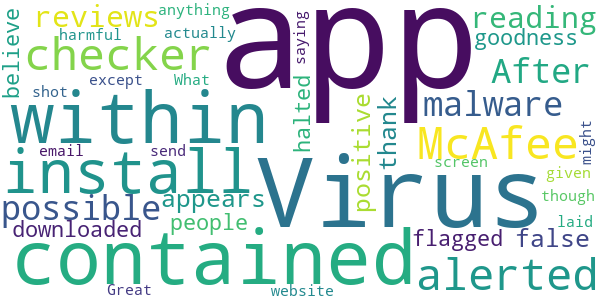 app
Virus
contained
within
install
McAfee
alerted
checker
After
malware
possible
reading
reviews
appears
positive
false
flagged
thank
halted
believe
goodness
downloaded
people
anything
actually
harmful
saying
except
What
shot
email
send
screen
given
might
though
laid
website
Great